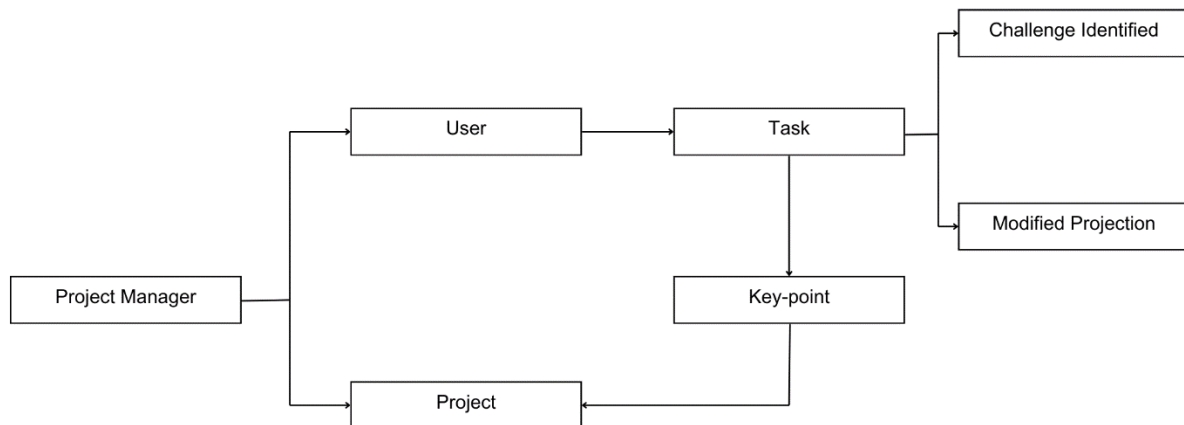 Challenge Identified
User
Task
Modified Projection
Project Manager
Key-point
Project